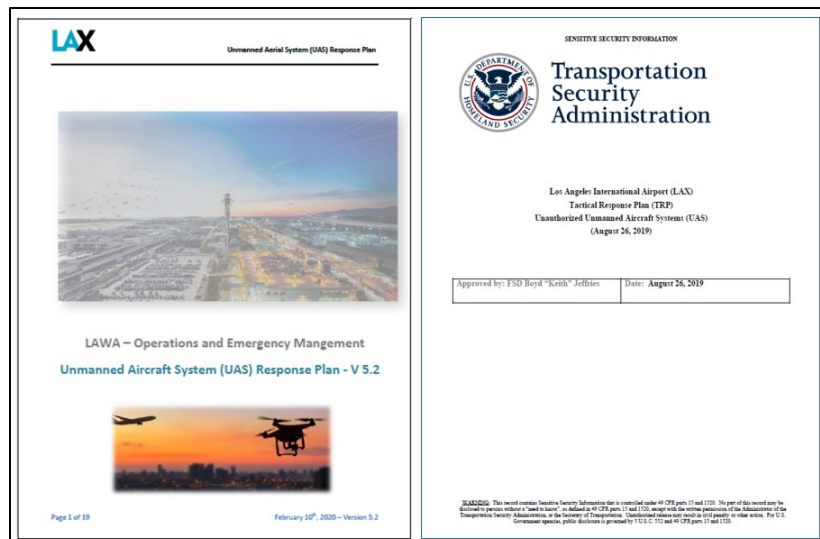 LAX
Unmanned Aerial System (UAS) Response Plan
LAWA – Operations and Emergency Mangement
Unmanned Aircraft System (UAS) Response Plan - V 5.2
Page 1 of 19
February 10th, 2020 – Version 5.2
SENSITIVE SECURITY INFORMATION
U.S. DEPARTMENT OF
HOMELAND SECURITY
Transportation
Security
Administration
Los Angeles International Airport (LAX)
Tactical Response Plan (TRP)
Unauthorized Unmanned Aircraft Systems (UAS)
(August 26, 2019)
Approved by: FSD Boyd "Keith" Jeffries
Date: August 26, 2019
WARNING: This record contains Sensitive Security Information that is controlled under 49 CFR parts 15 and 1520. No part of this record may be
disclosed to persons without a "need to know", as defined in 49 CFR parts 15 and 1520, except with the written permission of the Administrator of the
Transportation Security Administration, or the Secretary of Transportation. Unauthorized release may result in civil penalty or other action. For U.S.
Government agencies, public disclosure is governed by 5 U.S.C. 552 and 49 CFR parts 15 and 1520.